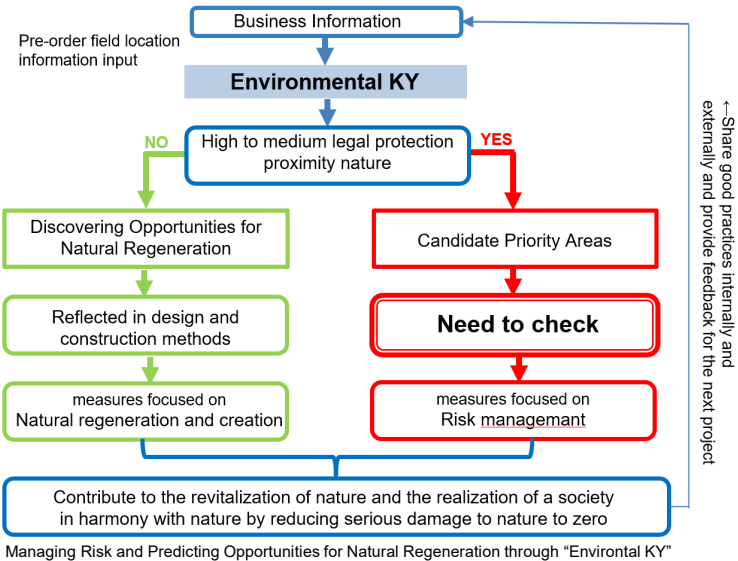 Business Information
Pre-order field location
information input
Environmental KY
High to medium legal protection
proximity nature
NO
YES
Discovering Opportunities for
Natural Regeneration
Candidate Priority Areas
Reflected in design and
construction methods
Need to check
measures focused on
Natural regeneration and creation
measures focused on
Risk managemant
Contribute to the revitalization of nature and the realization of a society
in harmony with nature by reducing serious damage to nature to zero
←Share good practices internally and
externally and provide feedback for the next project
Managing Risk and Predicting Opportunities for Natural Regeneration through “Environtal KY”